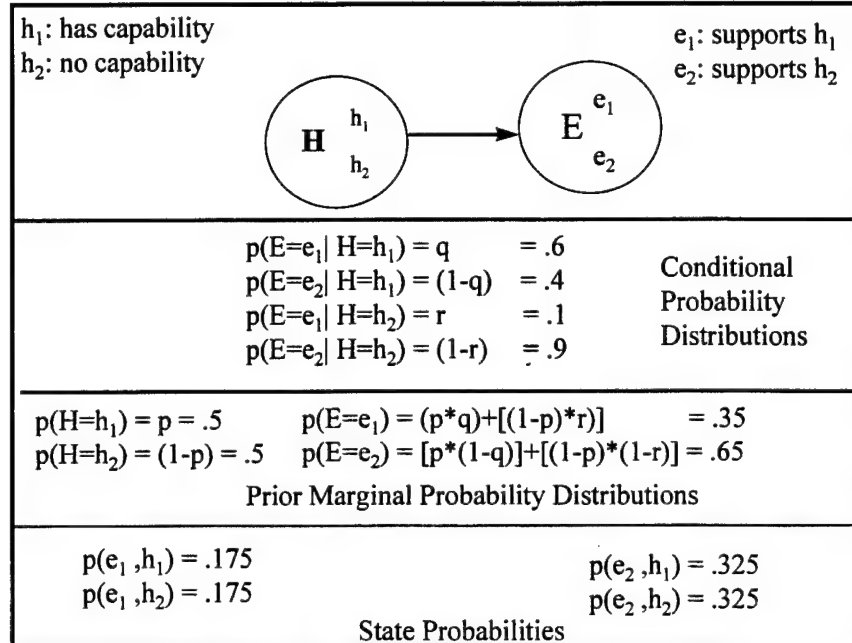 h₁: has capability
h₂: no capability
e₁: supports h₁
e₂: supports h₂
H h₁ h₂
E e₁ e₂
p(E=e₁| H=h₁) = q = .6
p(E=e₂| H=h₁) = (1-q) = .4
p(E=e₁| H=h₂) = r = .1
p(E=e₂| H=h₂) = (1-r) = .9
Conditional
Probability
Distributions
p(H=h₁) = p = .5 p(E=e₁) = (p*q)+[(1-p)*r)] = .35
p(H=h₂) = (1-p) = .5 p(E=e₂) = [p*(1-q)]+[(1-p)*(1-r)] = .65
Prior Marginal Probability Distributions
p(e₁ ,h₁) = .175
p(e₁ ,h₂) = .175
p(e₂ ,h₁) = .325
p(e₂ ,h₂) = .325
State Probabilities